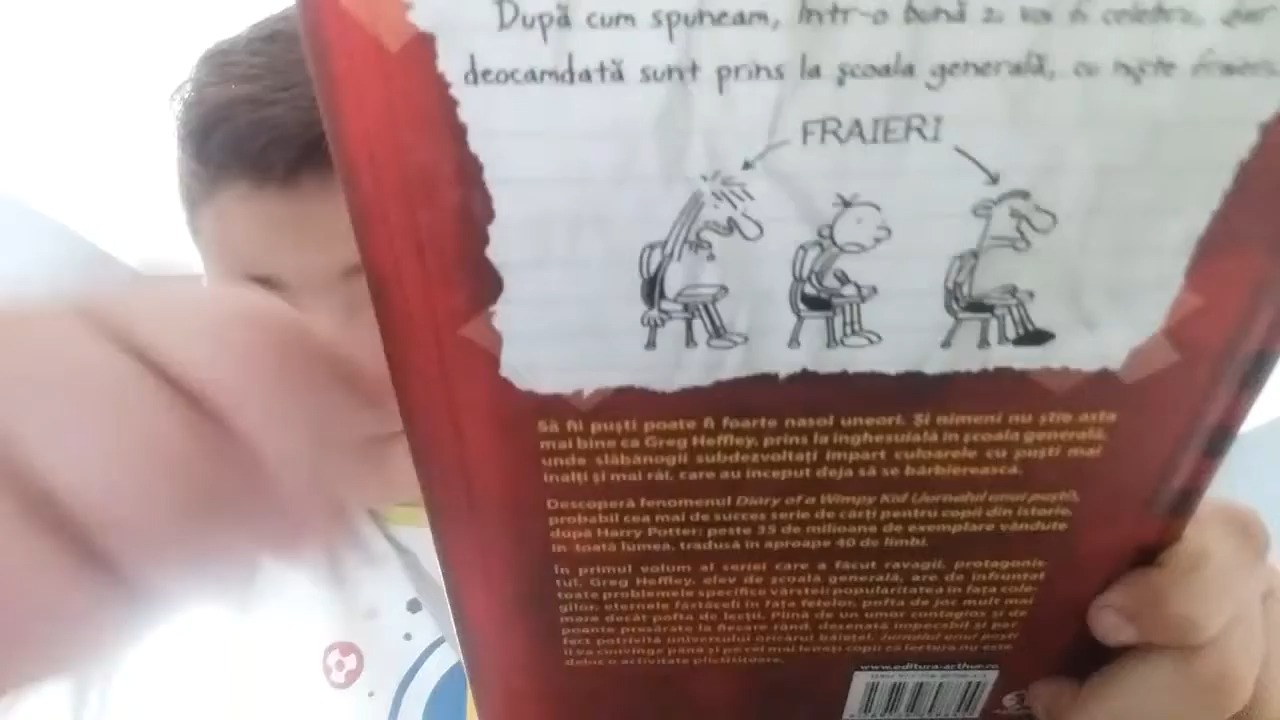 După cum spuneam, într-o bună zi voi fi celebru, dar
deocamdată sunt prins la școala generală, cu niște fraieri.
FRAIERI
Să fii puști poate fi foarte nasol uneori. Și nimeni nu știe asta
mai bine ca Greg Heffley, prins la înghesuială în școala generală,
unde slăbănogii subdezvoltați împart culoarele cu puști mai
înalți și mai răi, care au început deja să se bărbierească.
Descoperă fenomenul Diary of a Wimpy Kid (Jurnalul unui puști),
probabil cea mai de succes serie de cărți pentru copii din istorie,
după Harry Potter: peste 35 de milioane de exemplare vândute
în toată lumea, tradusă în aproape 40 de limbi.
În primul volum al seriei care a făcut ravagii, protagonis-
tul, Greg Heffley, elev de școală generală, are de înfruntat
toate problemele specifice vârstei: popularitatea în fața cole-
gilor, eternele fâstâceli în fața fetelor, pofta de joc mult mai
mare decât pofta de lecții. Plină de un umor contagios și de
poante presărate la fiecare rând, desenată impecabil și per-
fect potrivită universului oricărui băiețel, Jurnalul unui puști
îi va convinge până și pe cei mai leneși copii că lectura nu este
deloc o activitate plictisitoare.
www.editura-arthur.ro